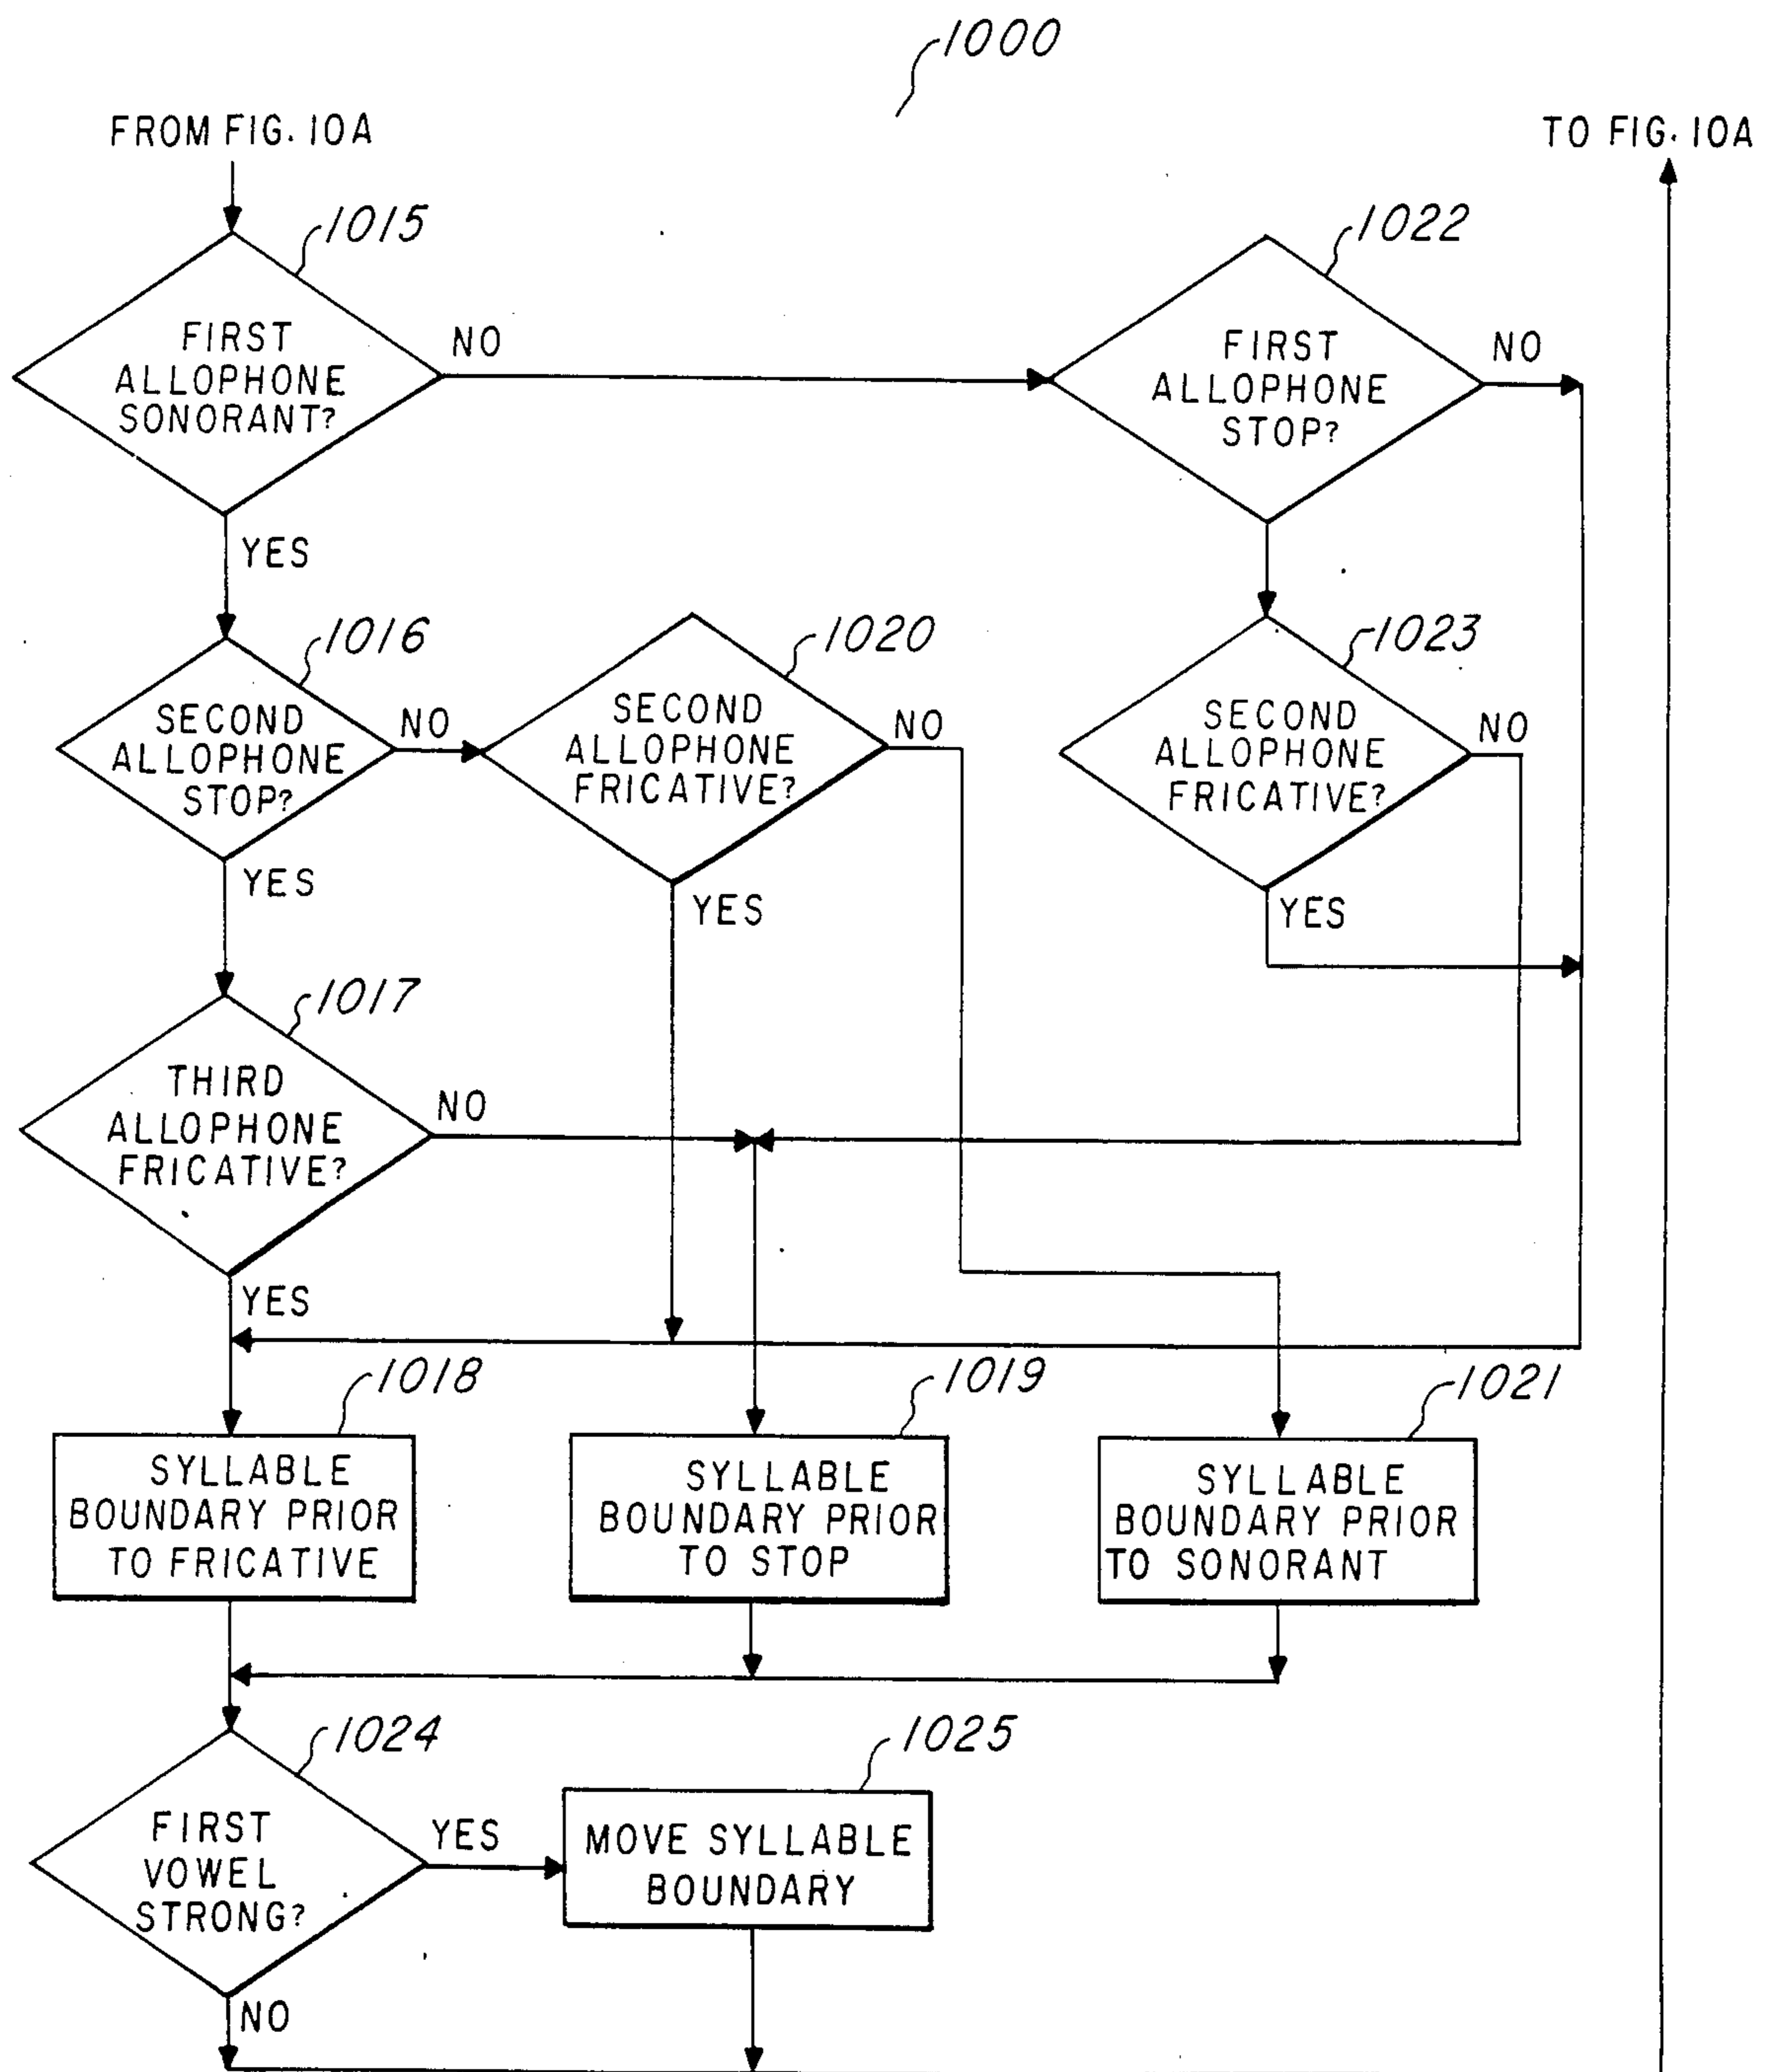 1000
FROM FIG. 10A
TO FIG. 10A
1015
1022
FIRST
ALLOPHONE
SONORANT?
NO
FIRST
ALLOPHONE
STOP?
NO
YES
1016
1020
1023
SECOND
ALLOPHONE
STOP?
NO
SECOND
ALLOPHONE
FRICATIVE?
NO
SECOND
ALLOPHONE
FRICATIVE?
NO
YES
YES
YES
1017
THIRD
ALLOPHONE
FRICATIVE?
NO
YES
1018
1019
1021
SYLLABLE
BOUNDARY PRIOR
TO FRICATIVE
SYLLABLE
BOUNDARY PRIOR
TO STOP
SYLLABLE
BOUNDARY PRIOR
TO SONORANT
1024
1025
FIRST
VOWEL
STRONG?
YES
MOVE SYLLABLE
BOUNDARY
NO